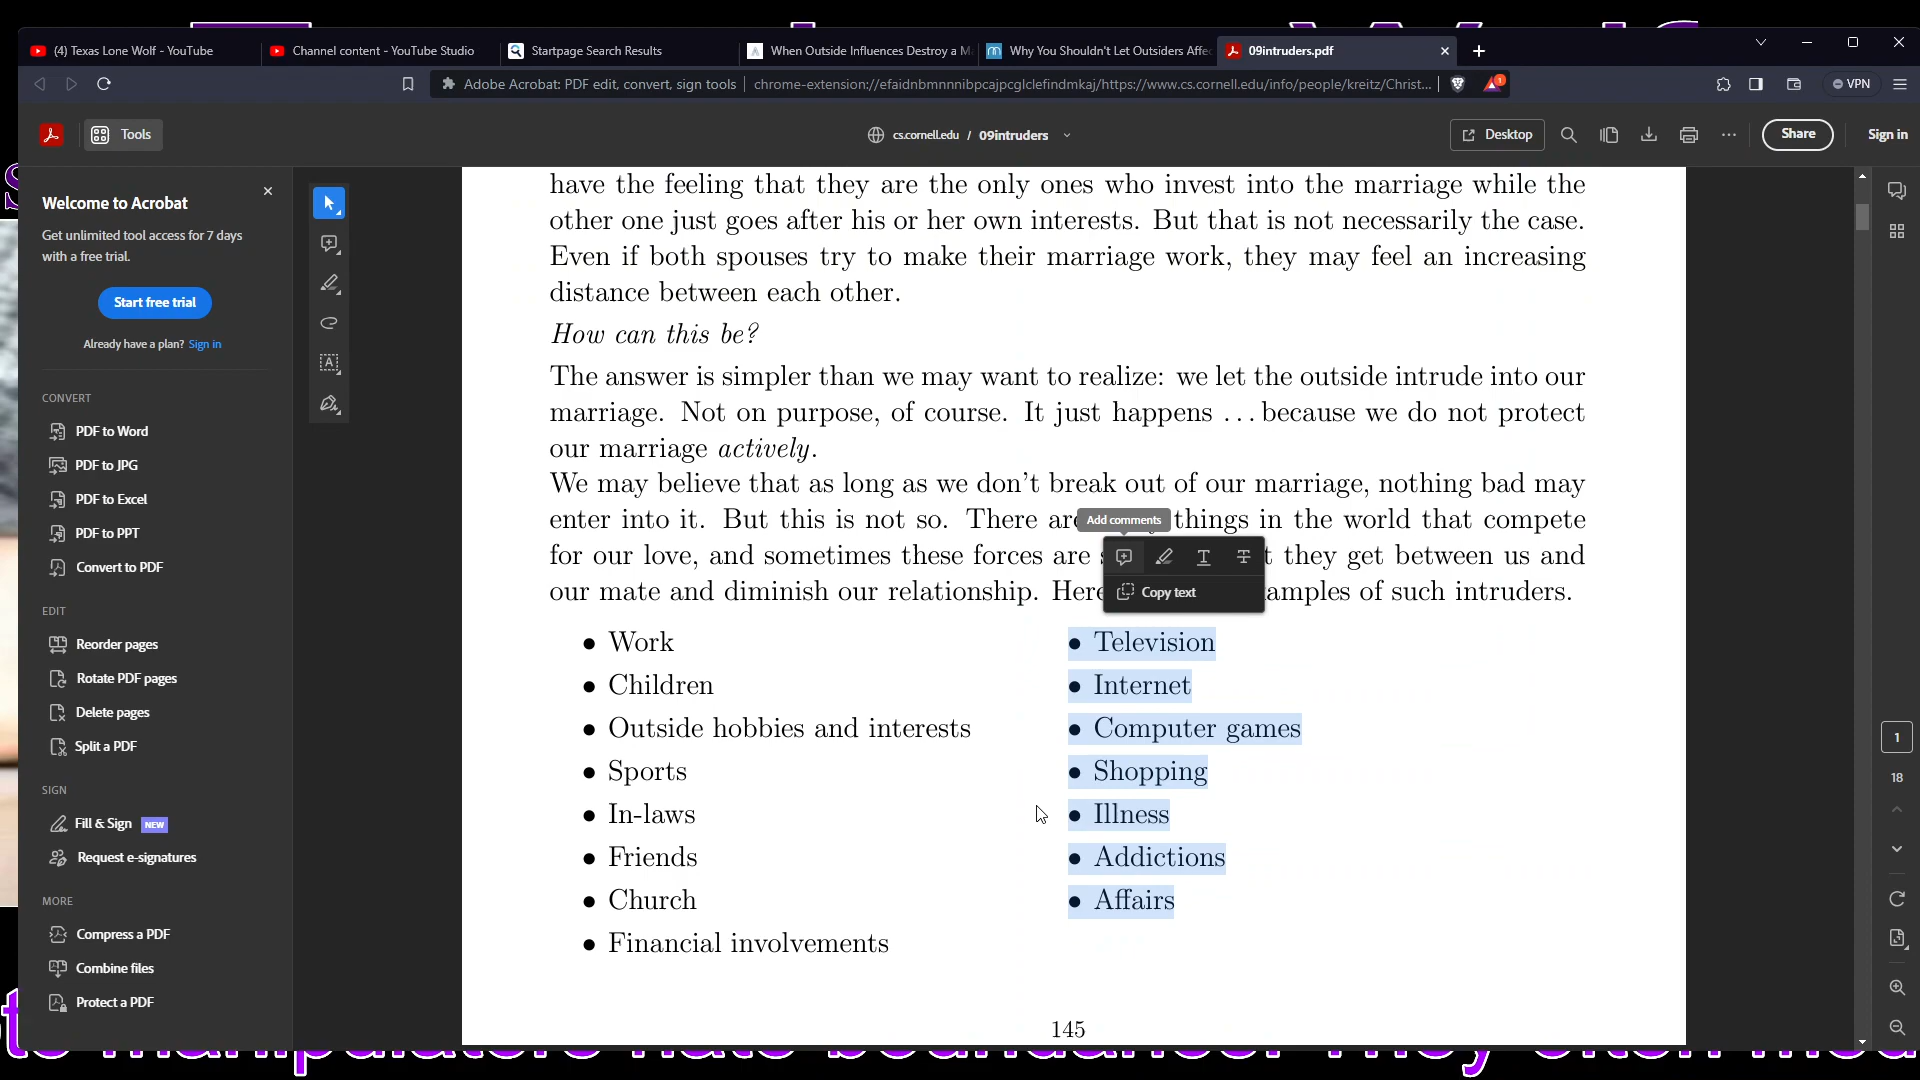 (4) Texas Lone Wolf - YouTube
Channel content - YouTube Studio
Startpage Search Results
When Outside Influences Destroy a M
Why You Shouldn't Let Outsiders Affe
09intruders.pdf
Adobe Acrobat: PDF edit, convert, sign tools
chrome-extension://efaidnbmnnnibpcajpcglclefindmkaj/https://www.cs.cornell.edu/info/people/kreitz/Christ...
1
VPN
Tools
cs.cornell.edu / 09intruders
Desktop
Share
Sign in
Welcome to Acrobat
Get unlimited tool access for 7 days
with a free trial.
Start free trial
Already have a plan? Sign in
CONVERT
PDF to Word
PDF to JPG
PDF to Excel
PDF to PPT
Convert to PDF
EDIT
Reorder pages
Rotate PDF pages
Delete pages
Split a PDF
SIGN
Fill & Sign NEW
Request e-signatures
MORE
Compress a PDF
Combine files
Protect a PDF
have the feeling that they are the only ones who invest into the marriage while the
other one just goes after his or her own interests. But that is not necessarily the case.
Even if both spouses try to make their marriage work, they may feel an increasing
distance between each other.
How can this be?
The answer is simpler than we may want to realize: we let the outside intrude into our
marriage. Not on purpose, of course. It just happens ... because we do not protect
our marriage actively.
We may believe that as long as we don't break out of our marriage, nothing bad may
enter into it. But this is not so. There are things in the world that compete
for our love, and sometimes these forces are they get between us and
our mate and diminish our relationship. Here of such intruders.
Add comments
Copy text
• Work
• Children
• Outside hobbies and interests
• Sports
• In-laws
• Friends
• Church
• Financial involvements
• Television
• Internet
• Computer games
• Shopping
• Illness
• Addictions
• Affairs
145
1
18